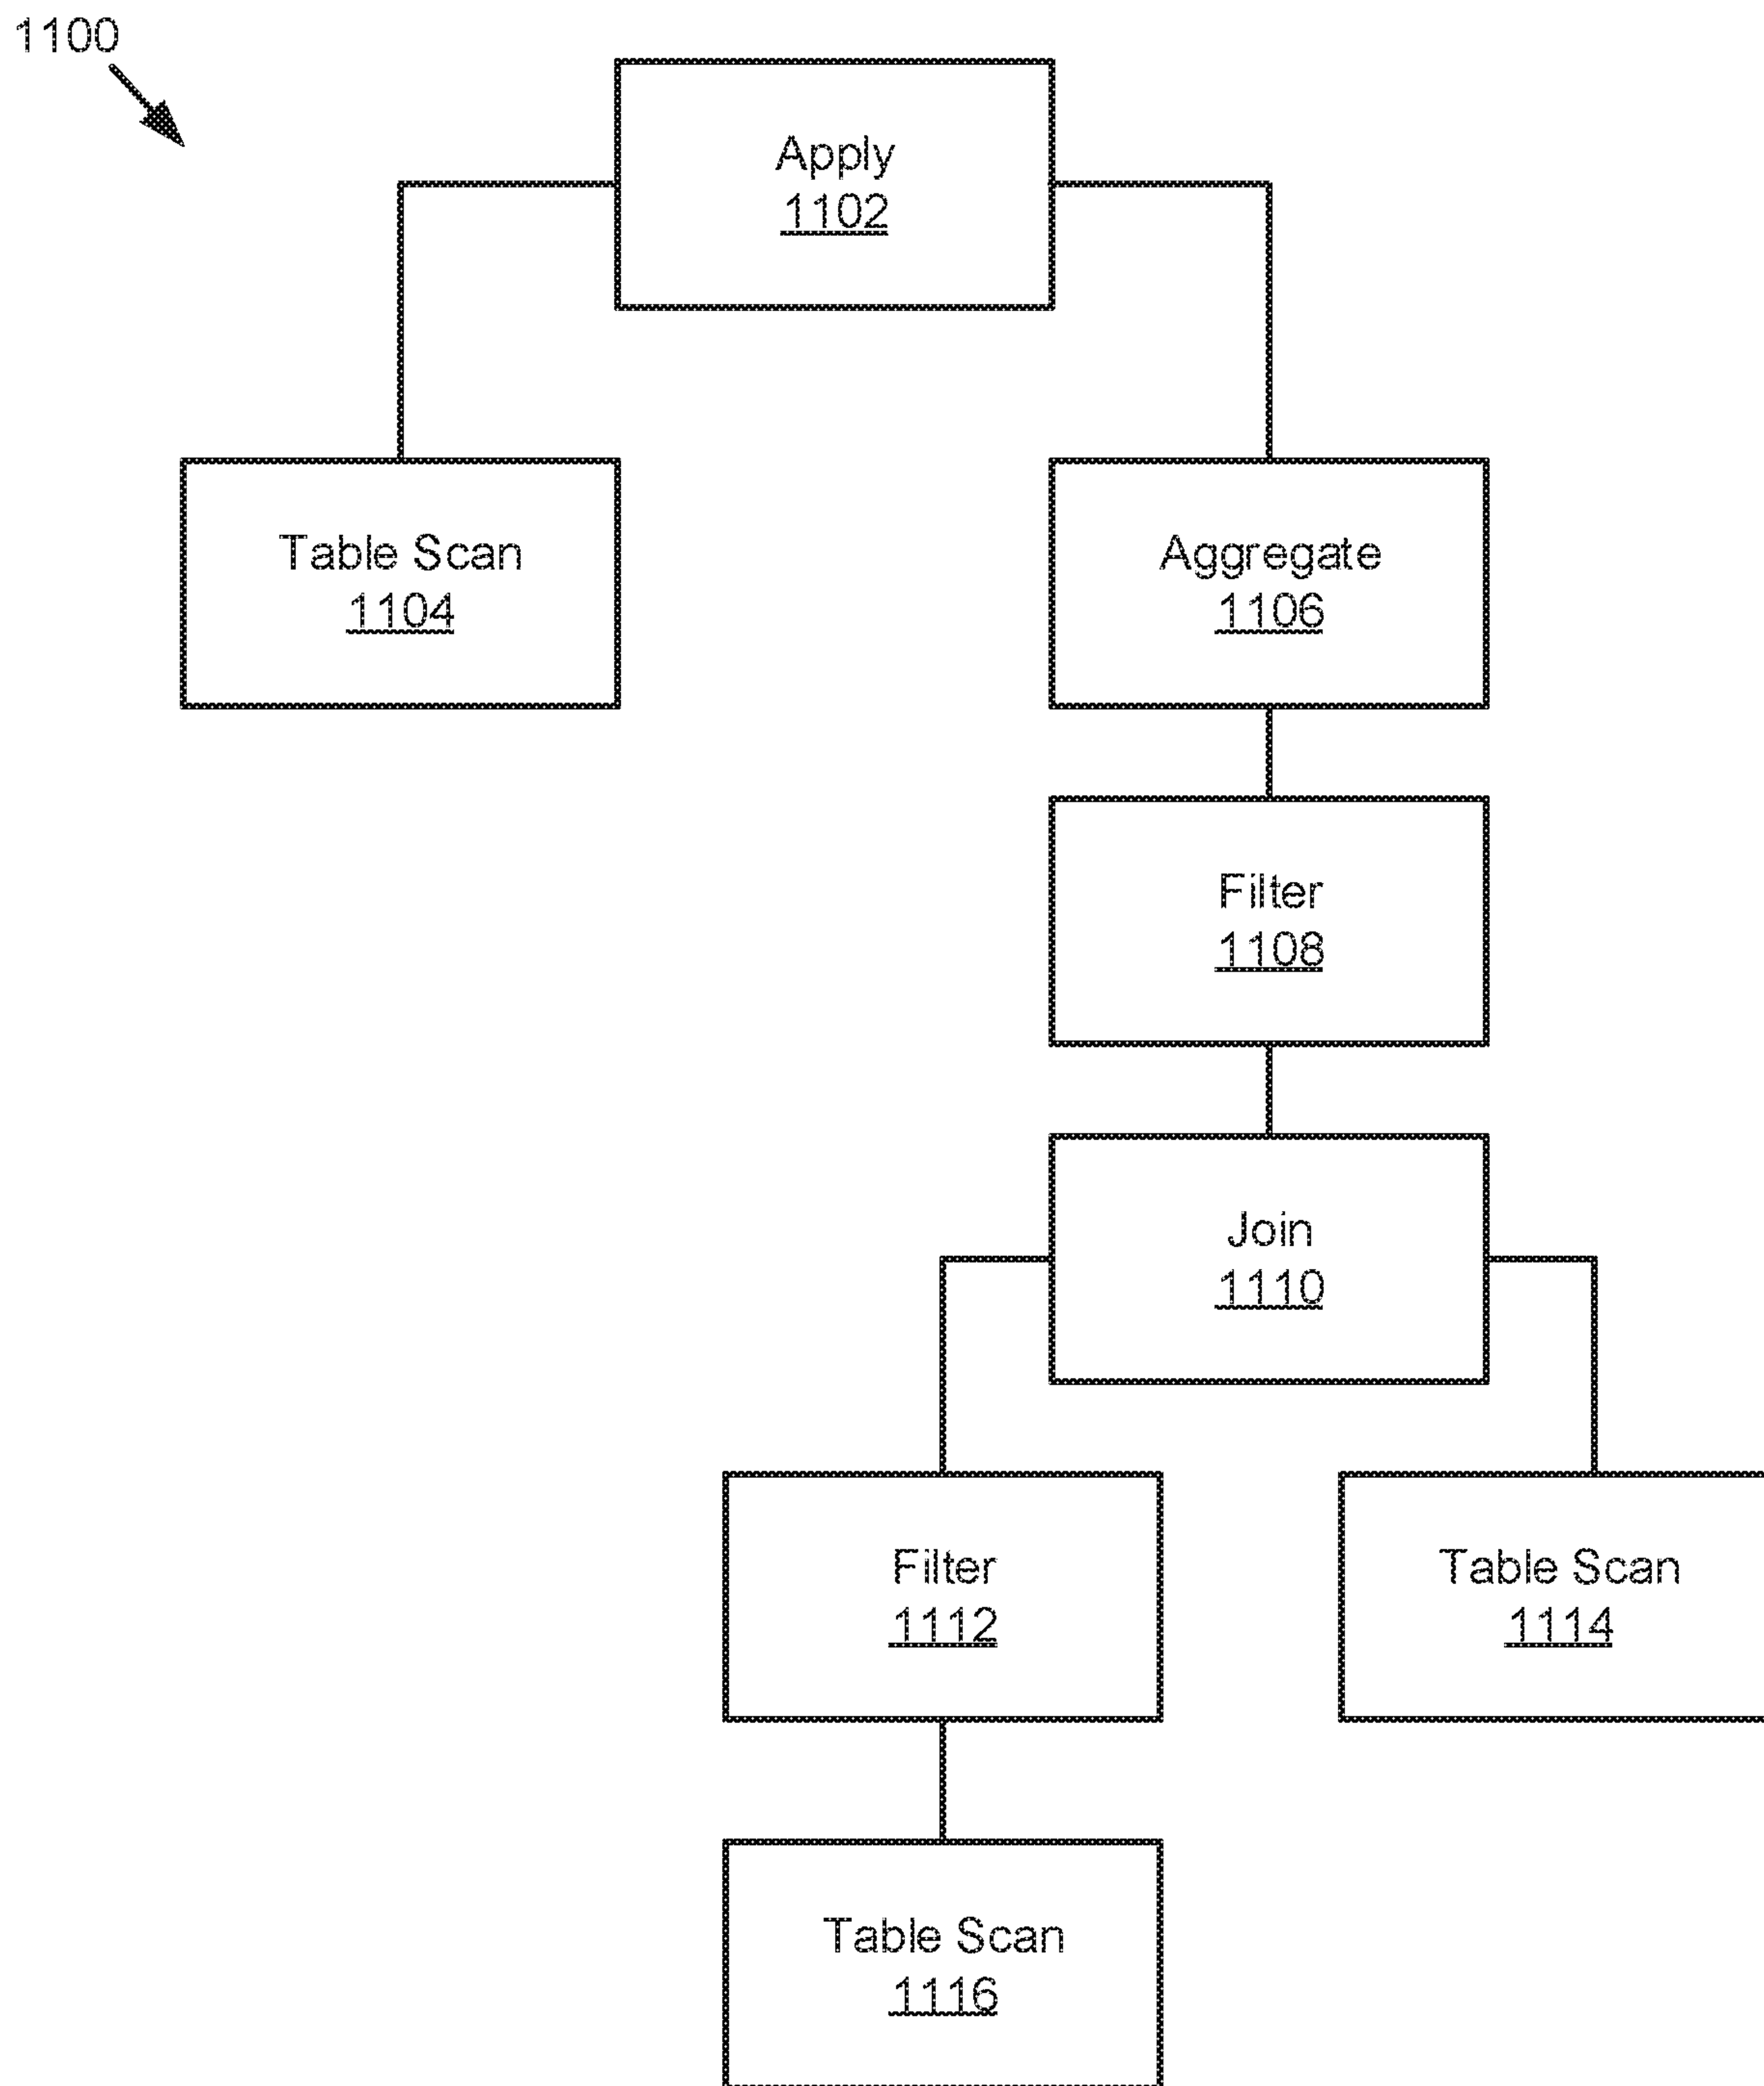 1100
Apply
1102
Table Scan
1104
Aggregate
1106
Filter
1108
Join
1110
Filter
1112
Table Scan
1114
Table Scan
1116